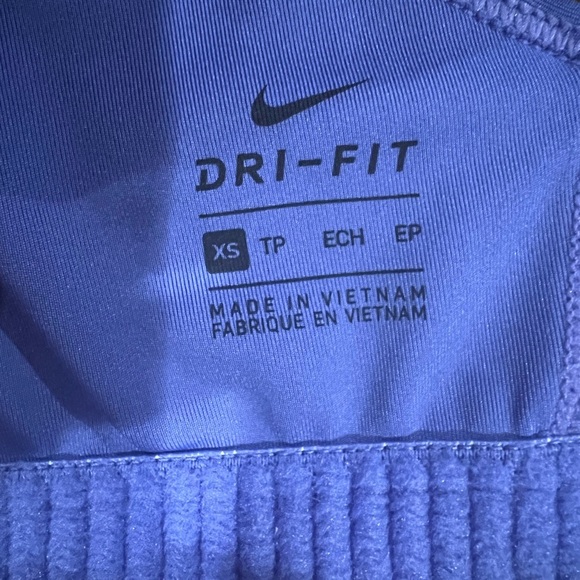 DRI-FIT
XS TP ECH EP
MADE IN VIETNAM
FABRIQUE EN VIETNAM